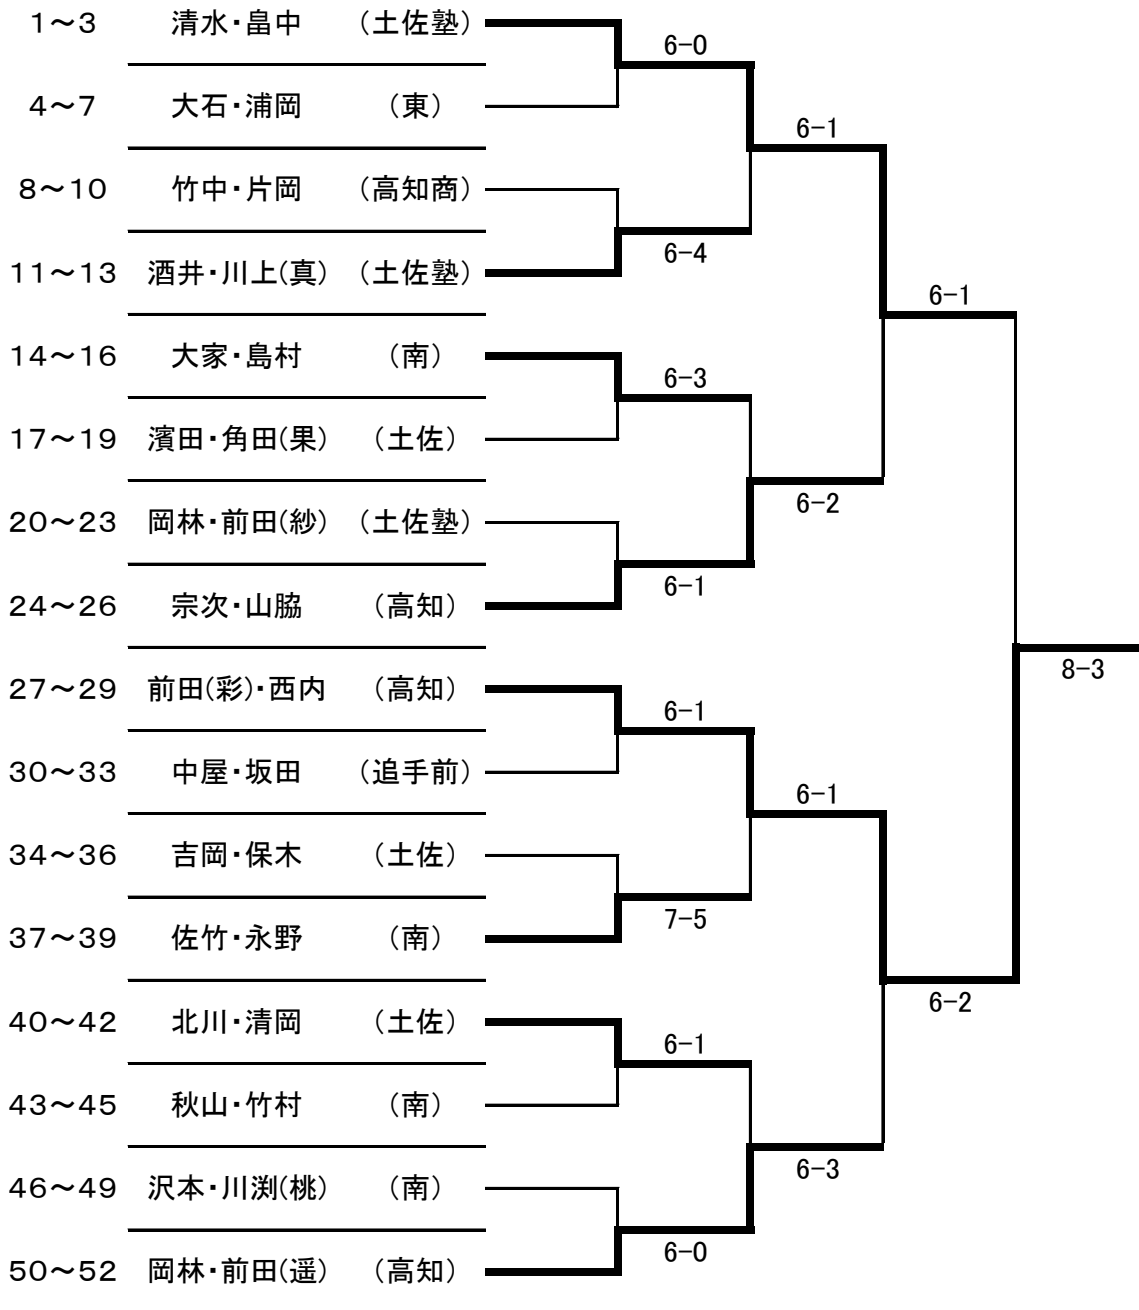 1～3 清水・畠中 (土佐塾)
6-0
4～7 大石・浦岡 (東)
6-1
8～10 竹中・片岡 (高知商)
6-4
11～13 酒井・川上(真) (土佐塾)
6-1
14～16 大家・島村 (南)
6-3
17～19 濱田・角田(果) (土佐)
6-2
20～23 岡林・前田(紗) (土佐塾)
6-1
24～26 宗次・山脇 (高知)
8-3
27～29 前田(彩)・西内 (高知)
6-1
30～33 中屋・坂田 (追手前)
6-1
34～36 吉岡・保木 (土佐)
7-5
37～39 佐竹・永野 (南)
6-2
40～42 北川・清岡 (土佐)
6-1
43～45 秋山・竹村 (南)
6-3
46～49 沢本・川渕(桃) (南)
6-0
50～52 岡林・前田(遥) (高知)